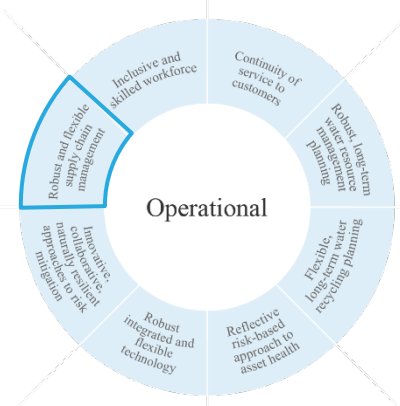 Inclusive and
skilled workforce
Continuity of
service to
customers
Robust, long-term
water resource
management
planning
Flexible,
long-term water
recycling planning
Reflective
risk-based
approach to
asset health
Robust
integrated and
flexible
technology
Innovative,
collaborative,
naturally resilient
approaches to risk
mitigation
Robust and flexible
supply chain
management
Operational